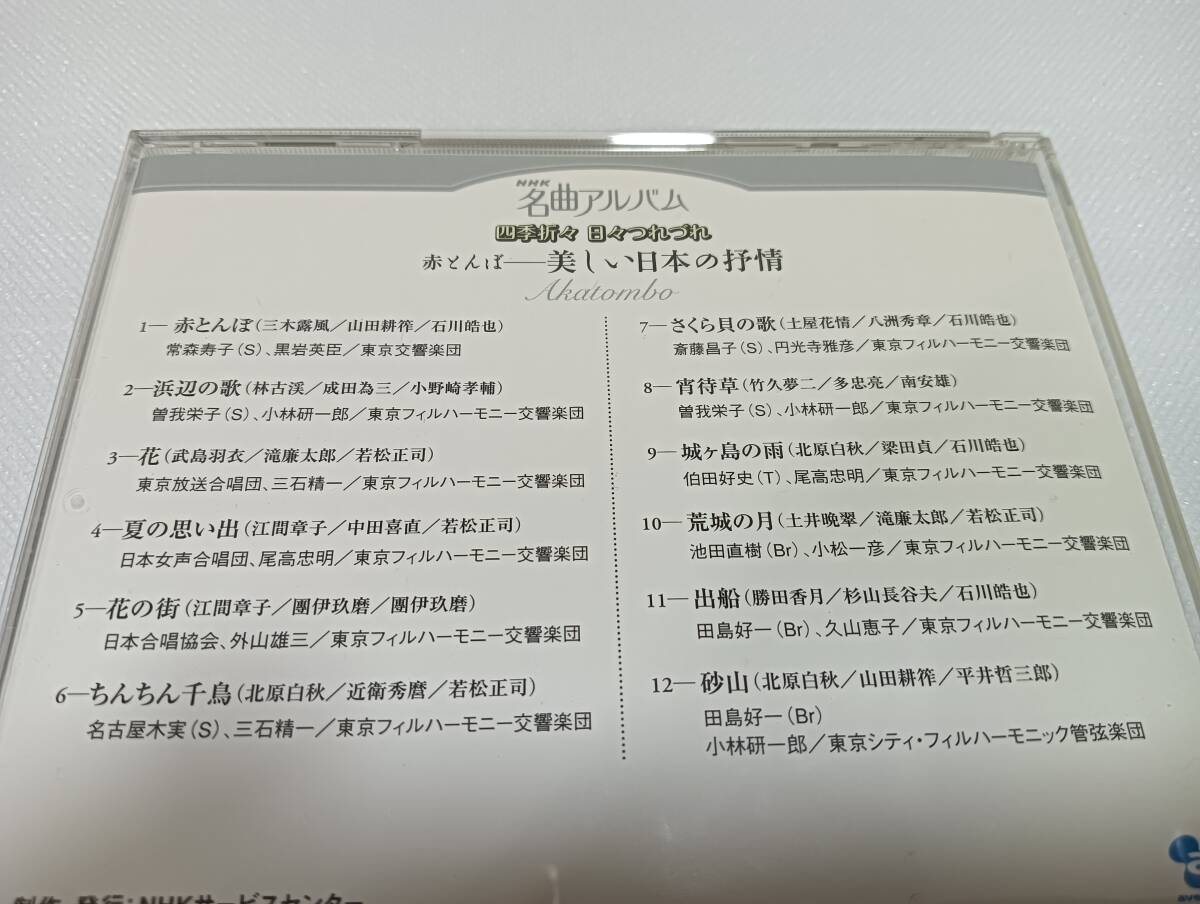 NHK
名曲アルバム
四季折々 日々つれづれ
赤とんぼ——美しい日本の抒情
Akatombo
1— 赤とんぼ(三木露風/山田耕筰/石川皓也)
常森寿子(S)、黒岩英臣/東京交響楽団
2—浜辺の歌(林古渓/成田為三/小野崎孝輔)
曽我栄子(S)、小林研一郎/東京フィルハーモニー交響楽団
3—花(武島羽衣/滝廉太郎/若松正司)
東京放送合唱団、三石精一/東京フィルハーモニー交響楽団
4—夏の思い出(江間章子/中田喜直/若松正司)
日本女声合唱団、尾高忠明/東京フィルハーモニー交響楽団
5—花の街(江間章子/團伊玖磨/團伊玖磨)
日本合唱協会、外山雄三/東京フィルハーモニー交響楽団
6—ちんちん千鳥(北原白秋/近衛秀麿/若松正司)
名古屋木実(S)、三石精一/東京フィルハーモニー交響楽団
7—さくら貝の歌(土屋花情/八洲秀章/石川皓也)
斎藤昌子(S)、円光寺雅彦/東京フィルハーモニー交響楽団
8— 宵待草(竹久夢二/多忠亮/南安雄)
曽我栄子(S)、小林研一郎/東京フィルハーモニー交響楽団
9— 城ヶ島の雨(北原白秋/梁田貞/石川皓也)
伯田好史(T)、尾高忠明/東京フィルハーモニー交響楽団
10— 荒城の月(土井晩翠/滝廉太郎/若松正司)
池田直樹(Br)、小松一彦/東京フィルハーモニー交響楽団
11— 出船(勝田香月/杉山長谷夫/石川皓也)
田島好一(Br)、久山恵子/東京フィルハーモニー交響楽団
12— 砂山(北原白秋/山田耕筰/平井哲三郎)
田島好一(Br)
小林研一郎/東京シティ・フィルハーモニック管弦楽団
制作・発行:NHKサービスセンター